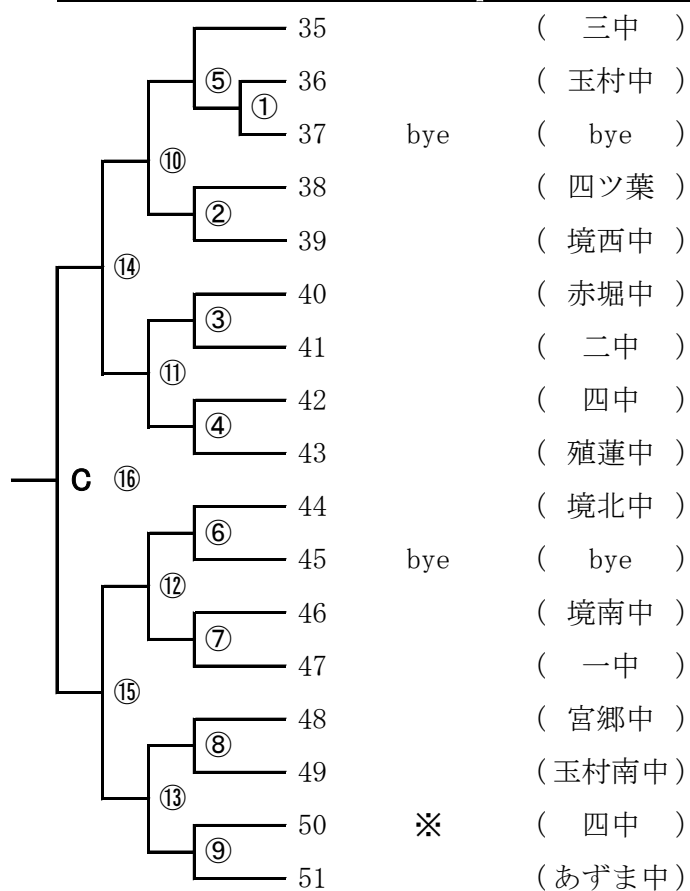 35 ( 三中 )
⑤ 36 ( 玉村中 )
①
37 bye ( bye )
⑩
38 ( 四ツ葉 )
②
39 ( 境西中 )
⑭
40 ( 赤堀中 )
③
41 ( 二中 )
⑪
42 ( 四中 )
④
43 ( 殖蓮中 )
C ⑯
44 ( 境北中 )
⑥
45 bye ( bye )
⑫
46 ( 境南中 )
⑦
47 ( 一中 )
⑮
48 ( 宮郷中 )
⑧
49 ( 玉村南中 )
⑬
50 ※ ( 四中 )
⑨
51 ( あずま中 )